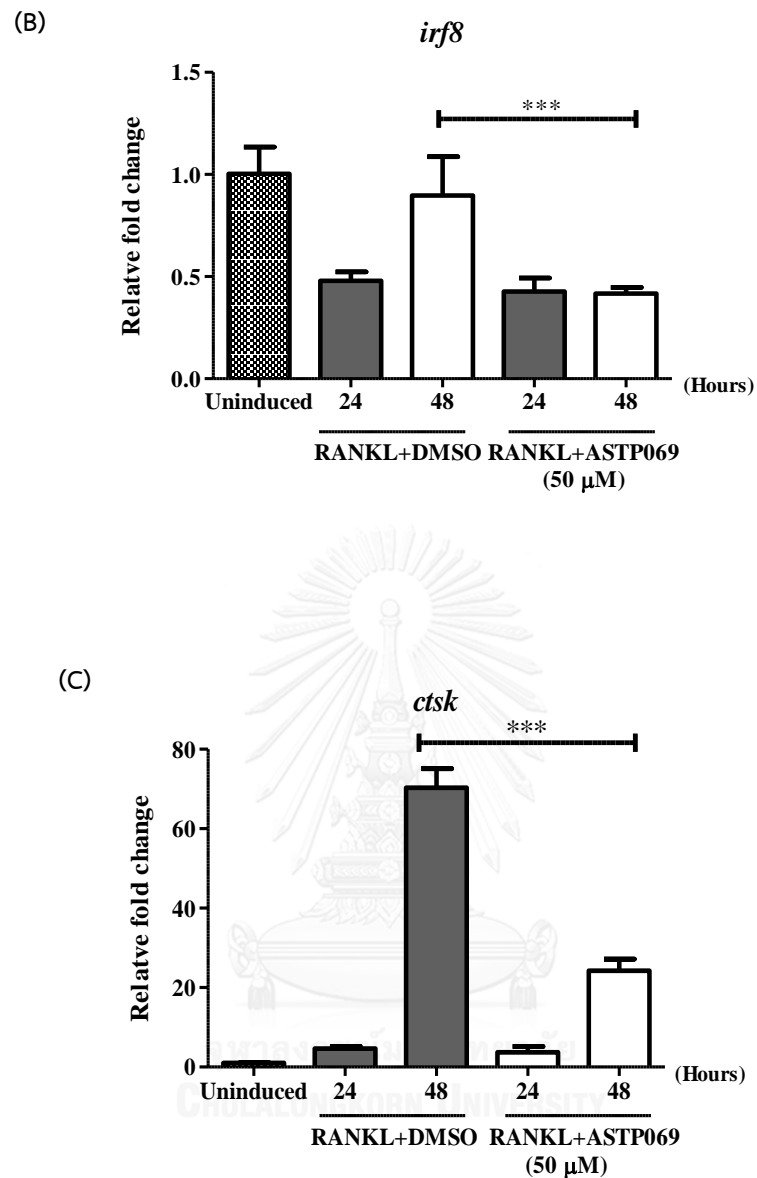 (B)
irf8
Relatve fold change
1.5
1.0
0.5
0.0
***
Uninduced 24 48 24 48 (Hours)
RANKL+DMSO RANKL+ASTP069
(50 µM)
(C)
ctsk
Relatve fold change
80
60
40
20
0
***
Uninduced 24 48 24 48 (Hours)
CHULALONGKORN UNIVERSITY
RANKL+DMSO RANKL+ASTP069
(50 µM)